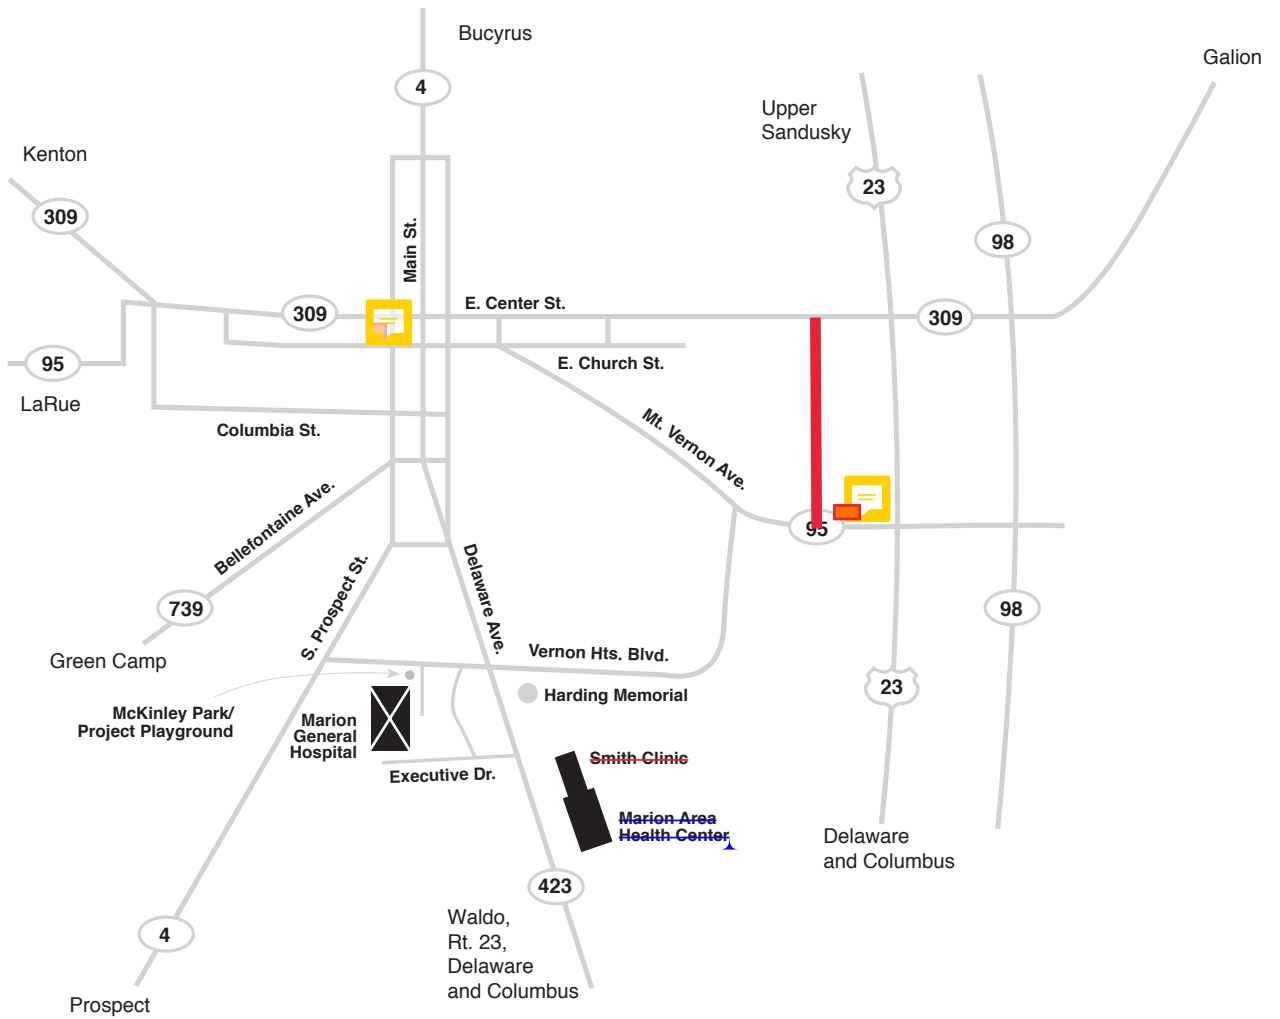 Bucyrus
Galion
4
Upper
Sandusky
Kenton
23
309
98
Main St.
E. Center St.
309
309
95
E. Church St.
LaRue
Columbia St.
Mt. Vernon Ave.
Bellefontaine Ave.
95
Delaware Ave.
S. Prospect St.
739
98
Green Camp
Vernon Hts. Blvd.
23
Harding Memorial
McKinley Park/
Project Playground
Marion
General
Hospital
Smith Clinic
Executive Dr.
Marion Area
Health Center
Delaware
and Columbus
423
Waldo,
Rt. 23,
Delaware
and Columbus
4
Prospect